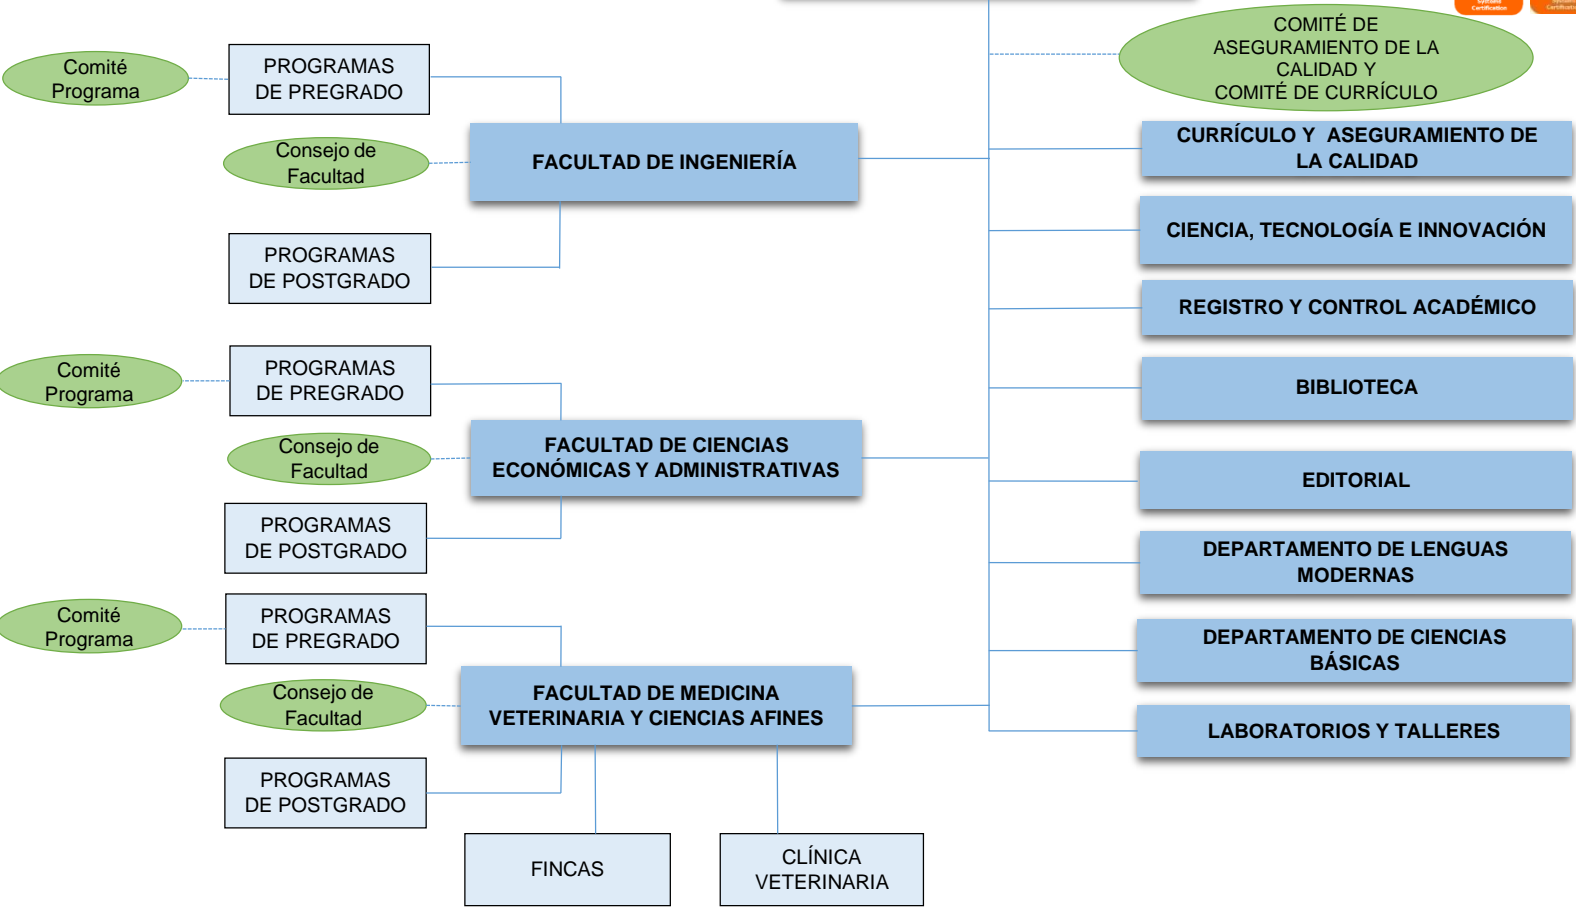 Systems
Certification
Systems
Certification
COMITÉ DE
ASEGURAMIENTO DE LA
CALIDAD Y
COMITÉ DE CURRÍCULO
Comité
Programa
PROGRAMAS
DE PREGRADO
Consejo de
Facultad
FACULTAD DE INGENIERÍA
PROGRAMAS
DE POSTGRADO
CURRÍCULO Y  ASEGURAMIENTO DE
LA CALIDAD
CIENCIA, TECNOLOGÍA E INNOVACIÓN
REGISTRO Y CONTROL ACADÉMICO
BIBLIOTECA
EDITORIAL
DEPARTAMENTO DE LENGUAS
MODERNAS
DEPARTAMENTO DE CIENCIAS
BÁSICAS
LABORATORIOS Y TALLERES
Comité
Programa
PROGRAMAS
DE PREGRADO
Consejo de
Facultad
FACULTAD DE CIENCIAS
ECONÓMICAS Y ADMINISTRATIVAS
PROGRAMAS
DE POSTGRADO
Comité
Programa
PROGRAMAS
DE PREGRADO
Consejo de
Facultad
FACULTAD DE MEDICINA
VETERINARIA Y CIENCIAS AFINES
PROGRAMAS
DE POSTGRADO
FINCAS
CLÍNICA
VETERINARIA